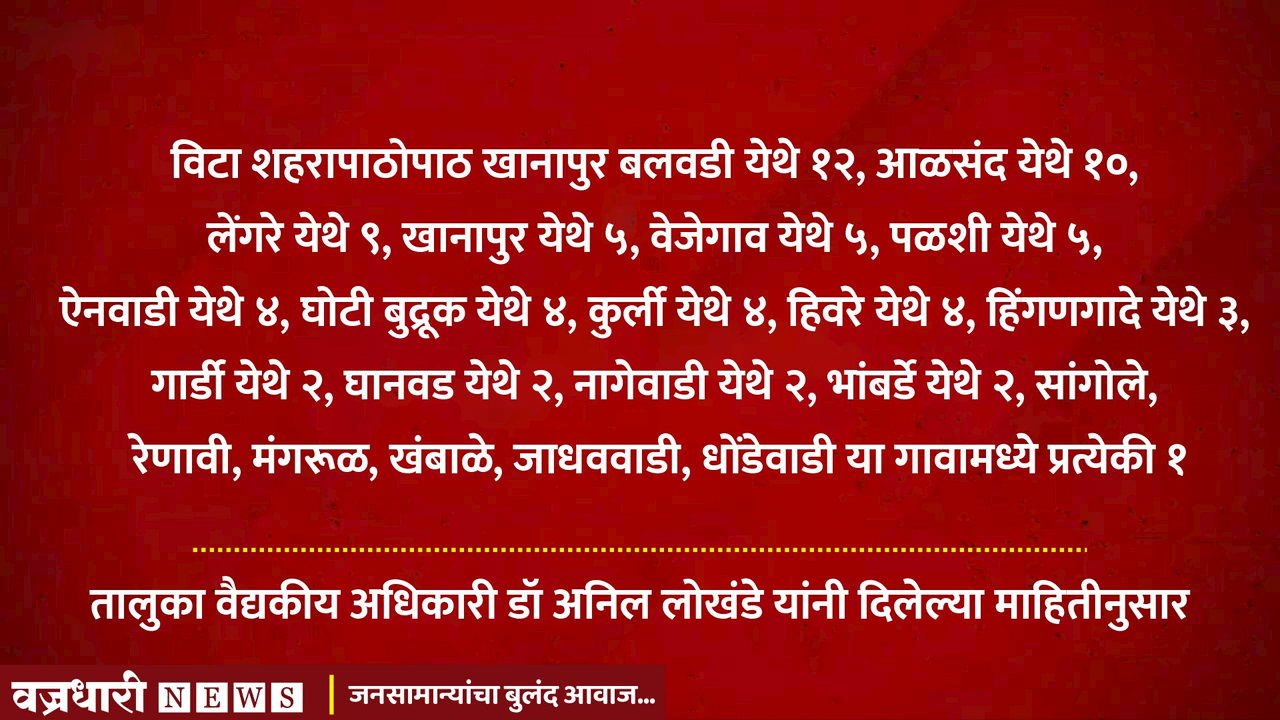 विटा शहरापाठोपाठ खानापुर बलवडी येथे १२, आळसंद येथे १०,
लेंगरे येथे ९, खानापुर येथे ५, वेजेगाव येथे ५, पळशी येथे ५,
ऐनवाडी येथे ४, घोटी बुद्रूक येथे ४, कुर्ली येथे ४, हिवरे येथे ४, हिंगणगादे येथे ३,
गार्डी येथे २, घानवड येथे २, नागेवाडी येथे २, भांबर्डे येथे २, सांगोले,
रेणावी, मंगरूळ, खंबाळे, जाधववाडी, धोंडेवाडी या गावामध्ये प्रत्येकी १
तालुका वैद्यकीय अधिकारी डॉ अनिल लोखंडे यांनी दिलेल्या माहितीनुसार
वज्रधारी NEWS जनसामान्यांचा बुलंद आवाज...